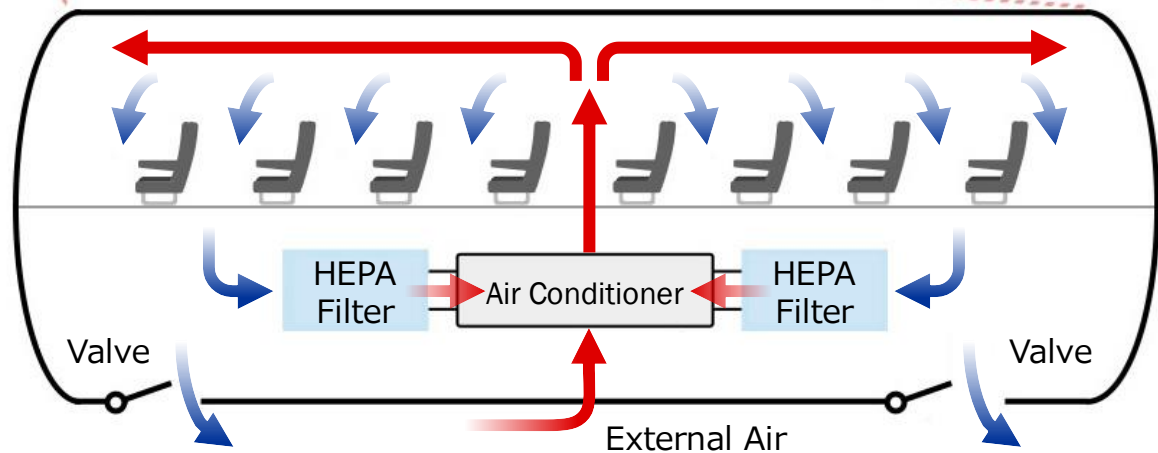 HEPA
Filter
Air Conditioner
HEPA
Filter
Valve
Valve
External Air